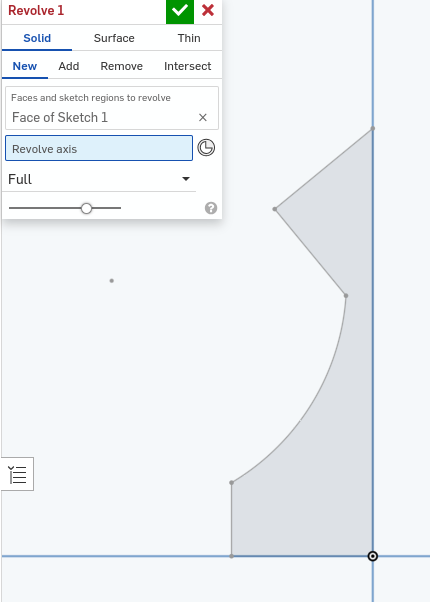 Revolve 1
Solid Surface Thin
New Add Remove Intersect
Faces and sketch regions to revolve
Face of Sketch 1
Revolve axis
Full